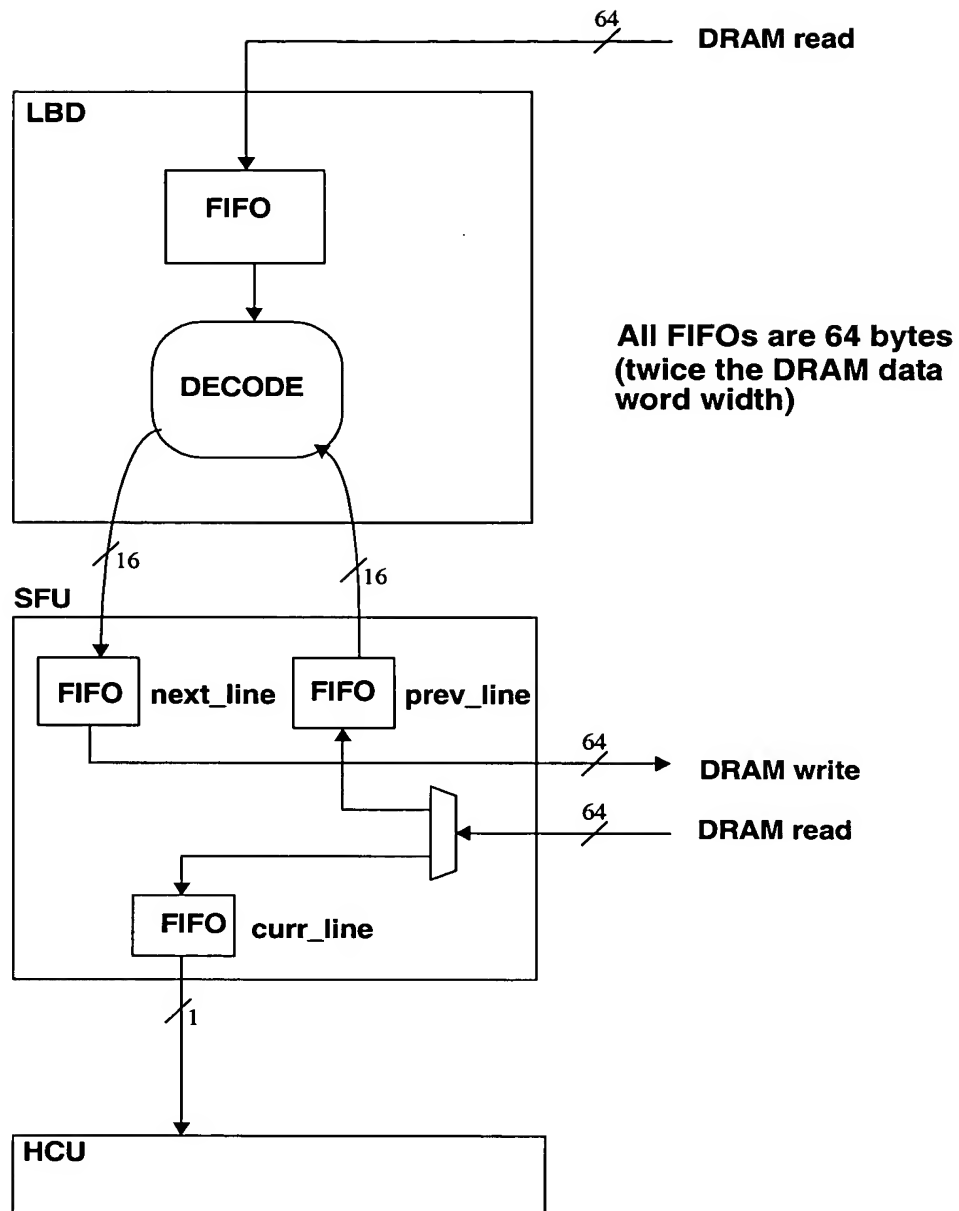 64
DRAM read
LBD
FIFO
DECODE
All FIFOs are 64 bytes
(twice the DRAM data
word width)
16
16
SFU
FIFO
next_line
FIFO
prev_line
64
DRAM write
64
DRAM read
FIFO
curr_line
1
HCU